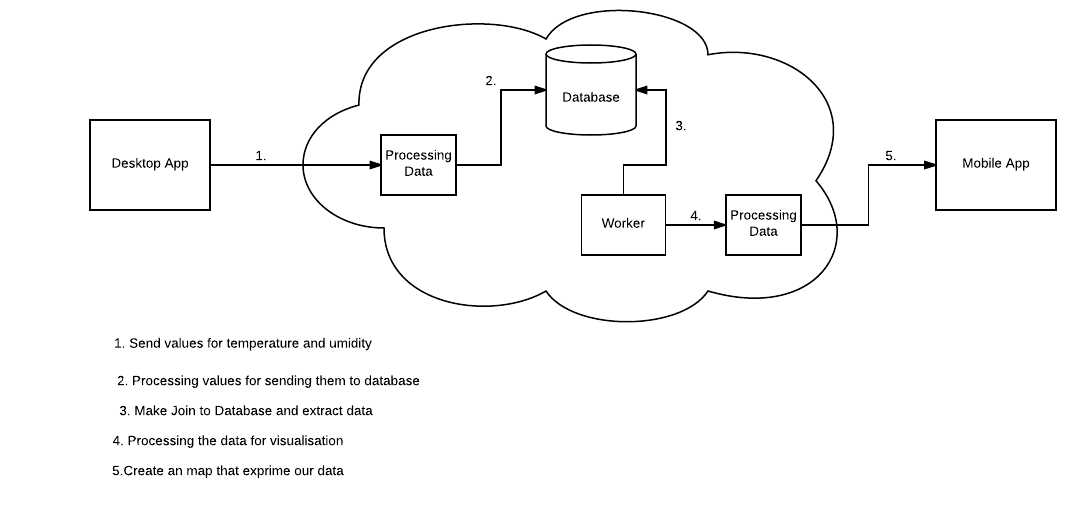 Desktop App
1.
Processing
Data
2.
Database
3.
Worker
4.
Processing
Data
5.
Mobile App
1. Send values for temperature and umidity
2. Processing values for sending them to database
3. Make Join to Database and extract data
4. Processing the data for visualisation
5.Create an map that exprime our data